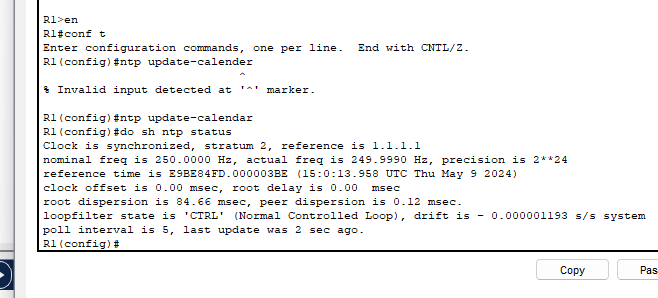 R1>en
R1#conf t
Enter configuration commands, one per line.  End with CNTL/Z.
R1(config)#ntp update-calender
^
% Invalid input detected at '^' marker.
R1(config)#ntp update-calendar
R1(config)#do sh ntp status
Clock is synchronized, stratum 2, reference is 1.1.1.1
nominal freq is 250.0000 Hz, actual freq is 249.9990 Hz, precision is 2**24
reference time is E9BE84FD.000003BE (15:0:13.958 UTC Thu May 9 2024)
clock offset is 0.00 msec, root delay is 0.00  msec
root dispersion is 84.66 msec, peer dispersion is 0.12 msec.
loopfilter state is 'CTRL' (Normal Controlled Loop), drift is - 0.000001193 s/s system
poll interval is 5, last update was 2 sec ago.
R1(config)#
Copy
Pas